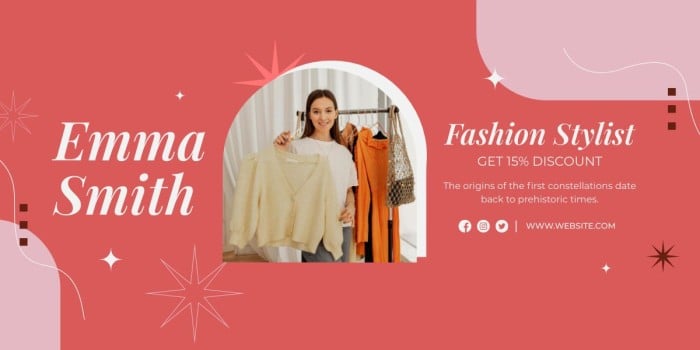 Emma
Smith
Fashion Stylist
GET 15% DISCOUNT
The origins of the first constellations date
back to prehistoric times.
| WWW.WEBSITE.COM